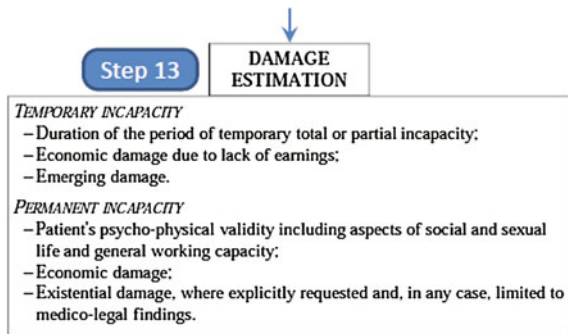 Step 13
DAMAGE
ESTIMATION
TEMPORARY INCAPACITY
–Duration of the period of temporary total or partial incapacity;
–Economic damage due to lack of earnings;
–Emerging damage.
PERMANENT INCAPACITY
–Patient's psycho-physical validity including aspects of social and sexual
life and general working capacity;
–Economic damage;
–Existential damage, where explicitly requested and, in any case, limited to
medico-legal findings.